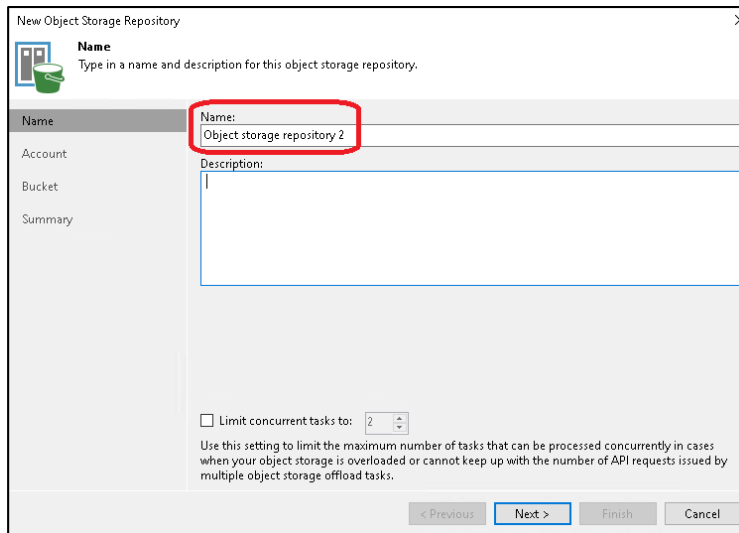 New Object Storage Repository
Name
Type in a name and description for this object storage repository.
Name
Account
Bucket
Summary
Name:
Object storage repository 2
Description:
Limit concurrent tasks to: 2
Use this setting to limit the maximum number of tasks that can be processed concurrently in cases
when your object storage is overloaded or cannot keep up with the number of API requests issued by
multiple object storage offload tasks.
< Previous Next > Finish Cancel